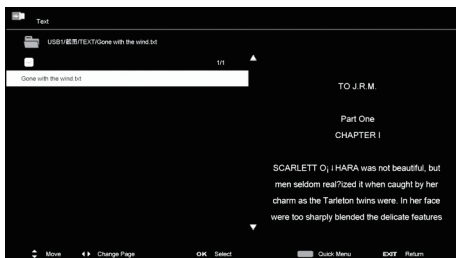 Text
USB1/截图/TEXT/Gone with the wind.txt
1/1
Gone with the wind.txt
TO J.R.M.
Part One
CHAPTER I
SCARLETT O¡ìHARA was not beautiful, but
men seldom real?ized it when caught by her
charm as the Tarleton twins were. In her face
were too sharply blended the delicate features
Move Change Page OK Select Quick Menu EXIT Return